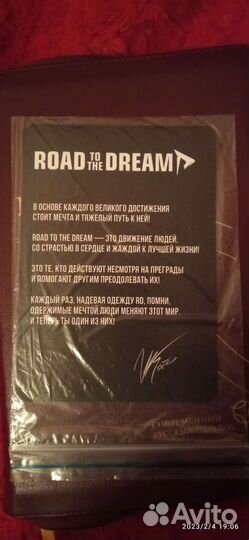 ROAD TO THE DREAM
В ОСНОВЕ КАЖДОГО ВЕЛИКОГО ДОСТИЖЕНИЯ
СТОИТ МЕЧТА И ТЯЖЕЛЫЙ ПУТЬ К НЕЙ!
ROAD TO THE DREAM — ЭТО ДВИЖЕНИЕ ЛЮДЕЙ,
СО СТРАСТЬЮ В СЕРДЦЕ И ЖАЖДОЙ К ЛУЧШЕЙ ЖИЗНИ!
ЭТО ТЕ, КТО ДЕЙСТВУЮТ НЕСМОТРЯ НА ПРЕГРАДЫ
И ПОМОГАЮТ ДРУГИМ ПРЕОДОЛЕВАТЬ ИХ!
КАЖДЫЙ РАЗ, НАДЕВАЯ ОДЕЖДУ RD, ПОМНИ,
ОДЕРЖИМЫЕ МЕЧТОЙ ЛЮДИ МЕНЯЮТ ЭТОТ МИР.
И ТЕПЕРЬ ТЫ ОДИН ИЗ НИХ!
СОВРЕМЕННЫЙ
РУССКИЙ
Avito
2023/2/4 19:06